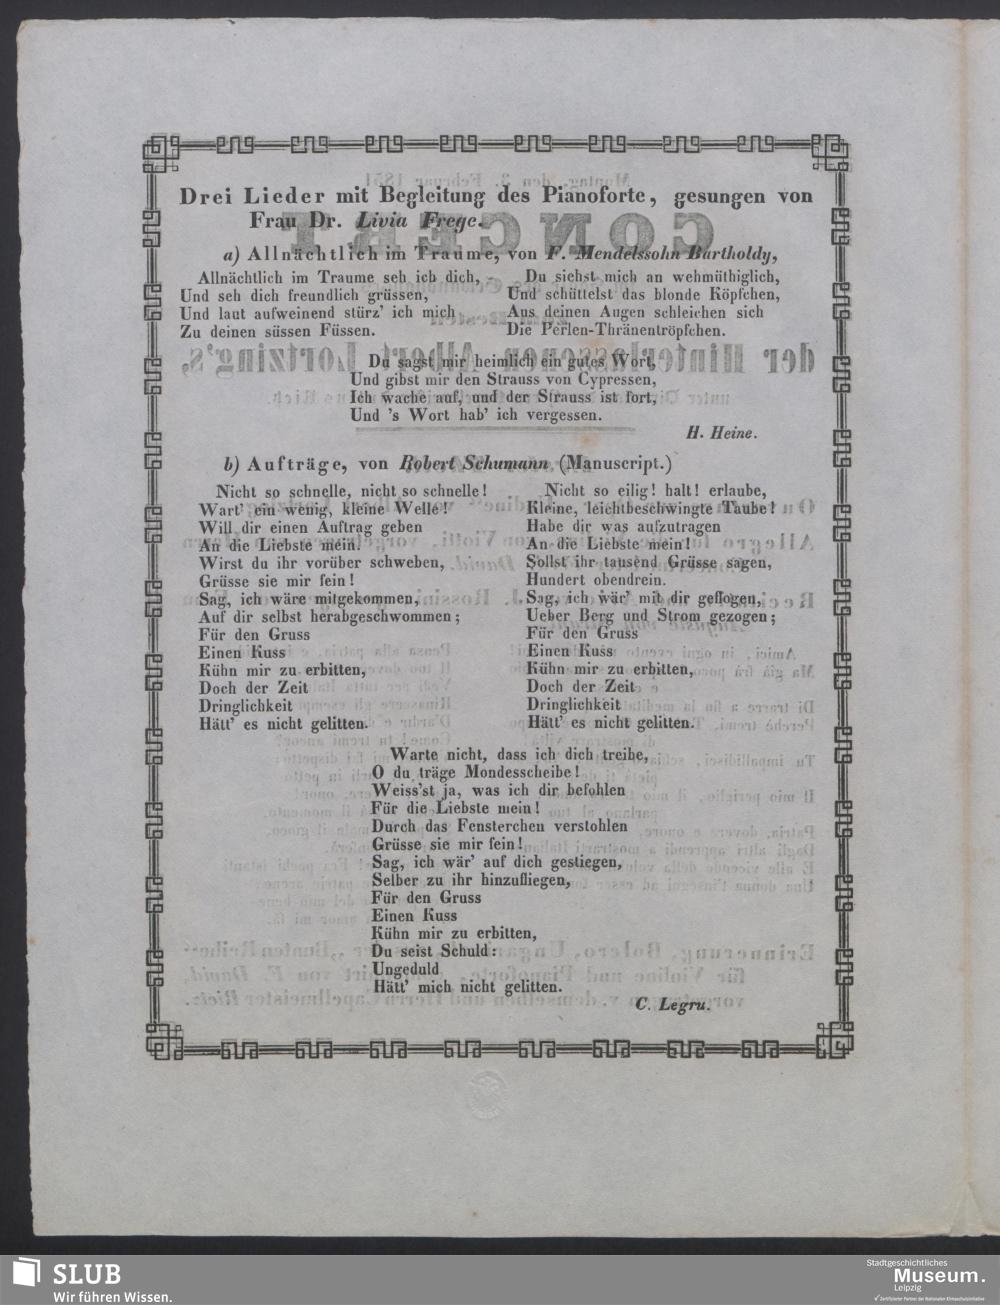 Drei Lieder mit Begleitung des Pianoforte, gesungen von
Frau Dr. Livia Frege.
a) Allnächtlich im Traume, von F. Mendelssohn Bartholdy,
Allnächtlich im Traume seh ich dich,
Und seh dich freundlich grüssen,
Und laut aufweinend stürz' ich mich
Zu deinen süssen Füssen.
Du siehst mich an wehmüthiglich,
Und schüttelst das blonde Köpfchen,
Aus deinen Augen schleichen sich
Die Perlen-Thränentröpfchen.
Du sagst mir heimlich ein gutes Wort,
Und gibst mir den Strauss von Cypressen,
Ich wache auf, und der Strauss ist fort,
Und 's Wort hab' ich vergessen.
H. Heine.
b) Aufträge, von Robert Schumann (Manuscript.)
Nicht so schnelle, nicht so schnelle!
Wart' ein wenig, kleine Welle!
Will dir einen Auftrag geben
An die Liebste mein.
Wirst du ihr vorüber schweben,
Grüsse sie mir fein!
Sag, ich wäre mitgekommen,
Auf dir selbst herabgeschwommen;
Für den Gruss
Einen Kuss
Kühn mir zu erbitten,
Doch der Zeit
Dringlichkeit
Hätt' es nicht gelitten.
Nicht so eilig! halt! erlaube,
Kleine, leichtbeschwingte Taube!
Habe dir was aufzutragen
An die Liebste mein!
Sollst ihr tausend Grüsse sagen,
Hundert obendrein.
Sag, ich wär' mit dir geflogen,
Ueber Berg und Strom gezogen;
Für den Gruss
Einen Kuss
Kühn mir zu erbitten,
Doch der Zeit
Dringlichkeit
Hätt' es nicht gelitten.
Warte nicht, dass ich dich treibe,
O du träge Mondesscheibe!
Weiss'st ja, was ich dir befohlen
Für die Liebste mein!
Durch das Fensterchen verstohlen
Grüsse sie mir fein!
Sag, ich wär' auf dich gestiegen,
Selber zu ihr hinzufliegen,
Für den Gruss
Einen Kuss
Kühn mir zu erbitten,
Du seist Schuld:
Ungeduld
Hätt' mich nicht gelitten.
C. Legru.
SLUB
Wir führen Wissen.
Stadtgeschichtliches
Museum.
Leipzig
Zertifizierter Partner der Nationalen Klimaschutzinitiative